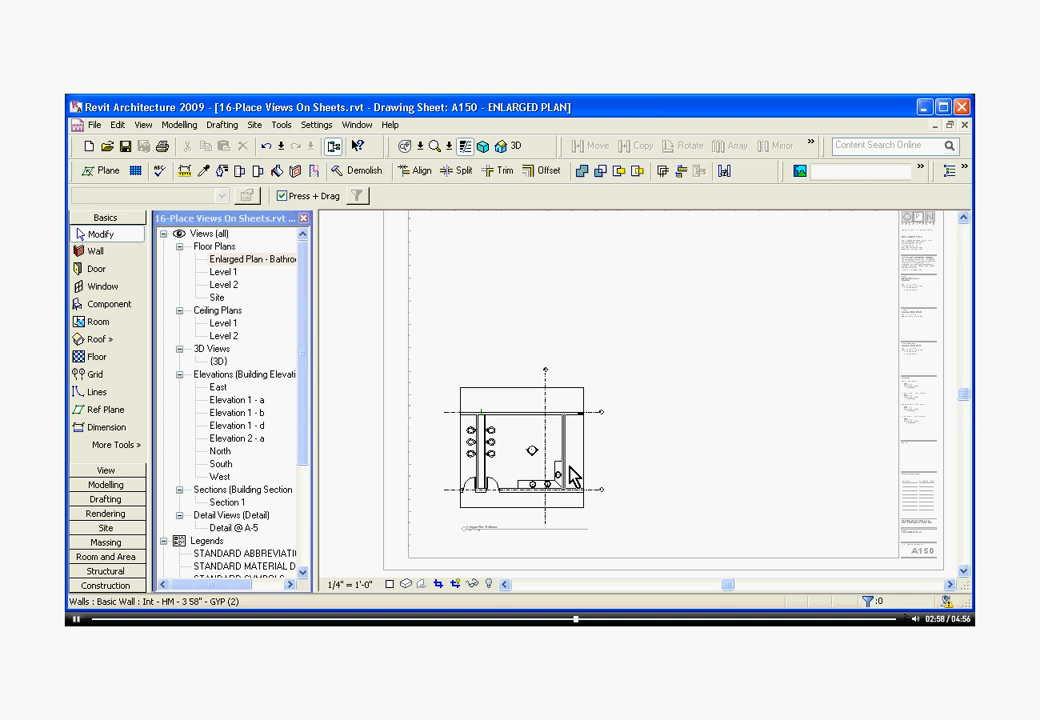 Revit Architecture 2009 - [16-Place Views On Sheets.rvt - Drawing Sheet: A150 - ENLARGED PLAN]
File Edit View Modelling Drafting Site Tools Settings Window Help
3D Move Copy Rotate Array Mirror » Content Search Online
Plane Demolish Align Split Trim Offset » »
Press + Drag
Basics
Modify
Wall
Door
Window
Component
Room
Roof »
Floor
Grid
Lines
Ref Plane
Dimension
More Tools »
View
Modelling
Drafting
Rendering
Site
Massing
Room and Area
Structural
Construction
16-Place Views On Sheets.rvt ...
Views (all)
Floor Plans
Enlarged Plan - Bathroo
Level 1
Level 2
Site
Ceiling Plans
Level 1
Level 2
3D Views
{3D}
Elevations (Building Elevati
East
Elevation 1 - a
Elevation 1 - b
Elevation 1 - d
Elevation 2 - a
North
South
West
Sections (Building Section
Section 1
Detail Views (Detail)
Detail @ A-5
Legends
STANDARD ABBREVIATI
STANDARD MATERIAL D
OPN
A150
1/4" = 1'-0"
Walls : Basic Wall : Int - HM - 3 58" - GYP (2)
:0
02:58 / 04:56